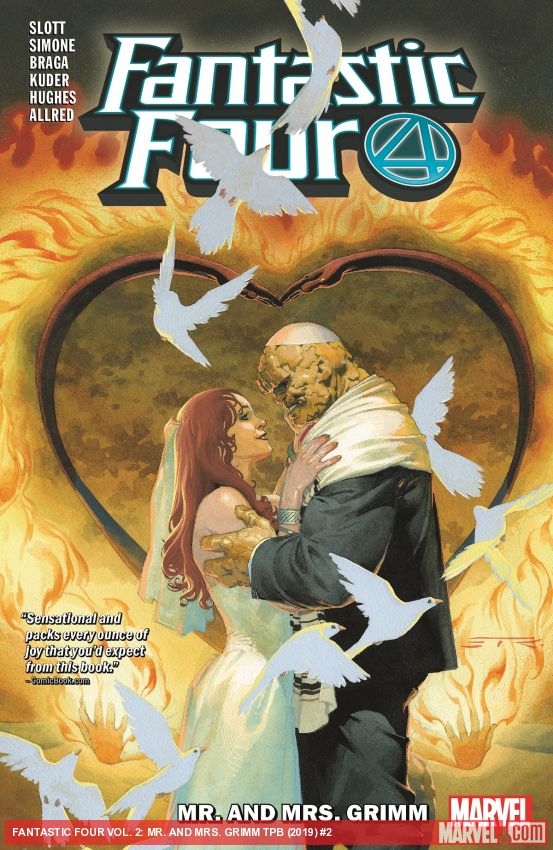 SLOTT
SIMONE
BRAGA
KUDER
HUGHES
ALLRED
Fantastic
Four
4
“Sensational and
packs every ounce of
joy that you’d expect
from this book.”
– ComicBook.com
MR. AND MRS. GRIMM
MARVEL
FANTASTIC FOUR VOL. 2: MR. AND MRS. GRIMM TPB (2019) #2
MARVEL.com